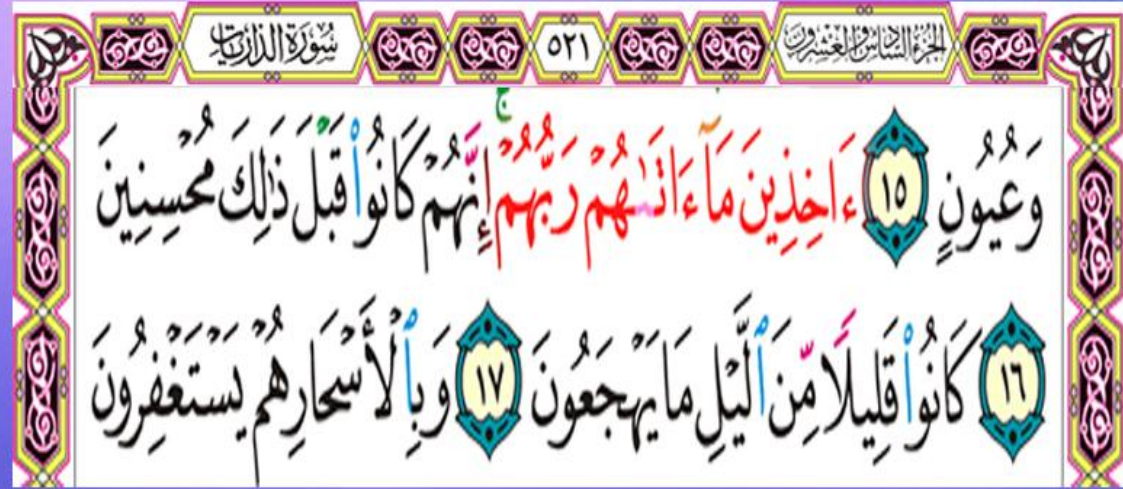 الجزء السادس والعشرون ٥٢١ سورة الذاريات
وَعُيُونٍ ١٥ ءَاخِذِينَ مَآ ءَاتَىٰهُمْ رَبُّهُمْ ۚ إِنَّهُمْ كَانُوا۟ قَبْلَ ذَٰلِكَ مُحْسِنِينَ
١٦ كَانُوا۟ قَلِيلًا مِّنَ ٱلَّيْلِ مَا يَهْجَعُونَ ١٧ وَبِٱلْأَسْحَارِ هُمْ يَسْتَغْفِرُونَ